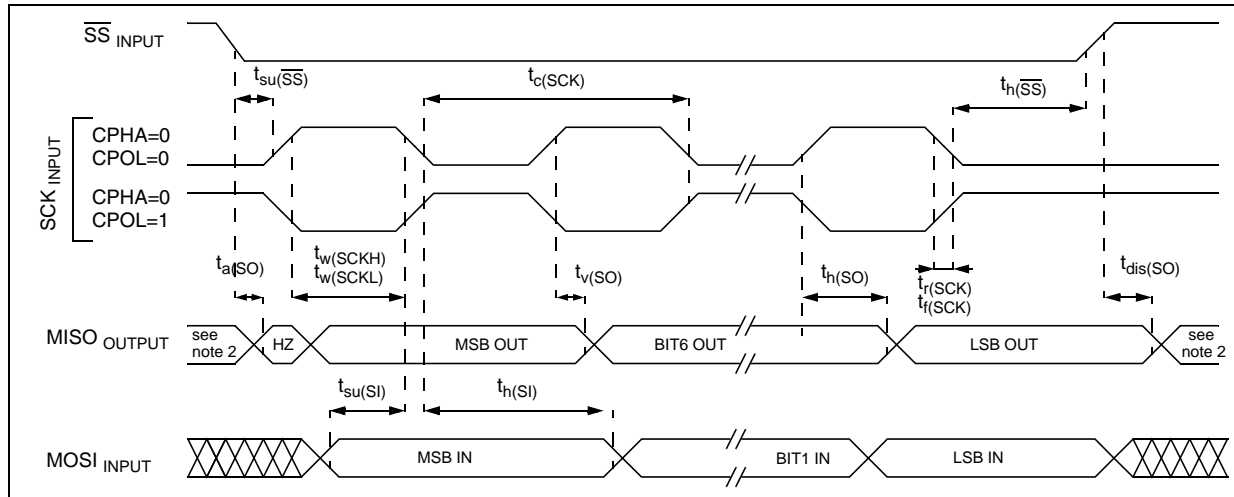 SS INPUT
tsu(SS)
tc(SCK)
th(SS)
SCK INPUT
CPHA=0
CPOL=0
CPHA=0
CPOL=1
ta(SO)
tw(SCKH)
tw(SCKL)
tv(SO)
th(SO)
tr(SCK)
tf(SCK)
tdis(SO)
MISO OUTPUT
see
note 2
HZ
MSB OUT
BIT6 OUT
LSB OUT
see
note 2
tsu(SI)
th(SI)
MOSI INPUT
MSB IN
BIT1 IN
LSB IN